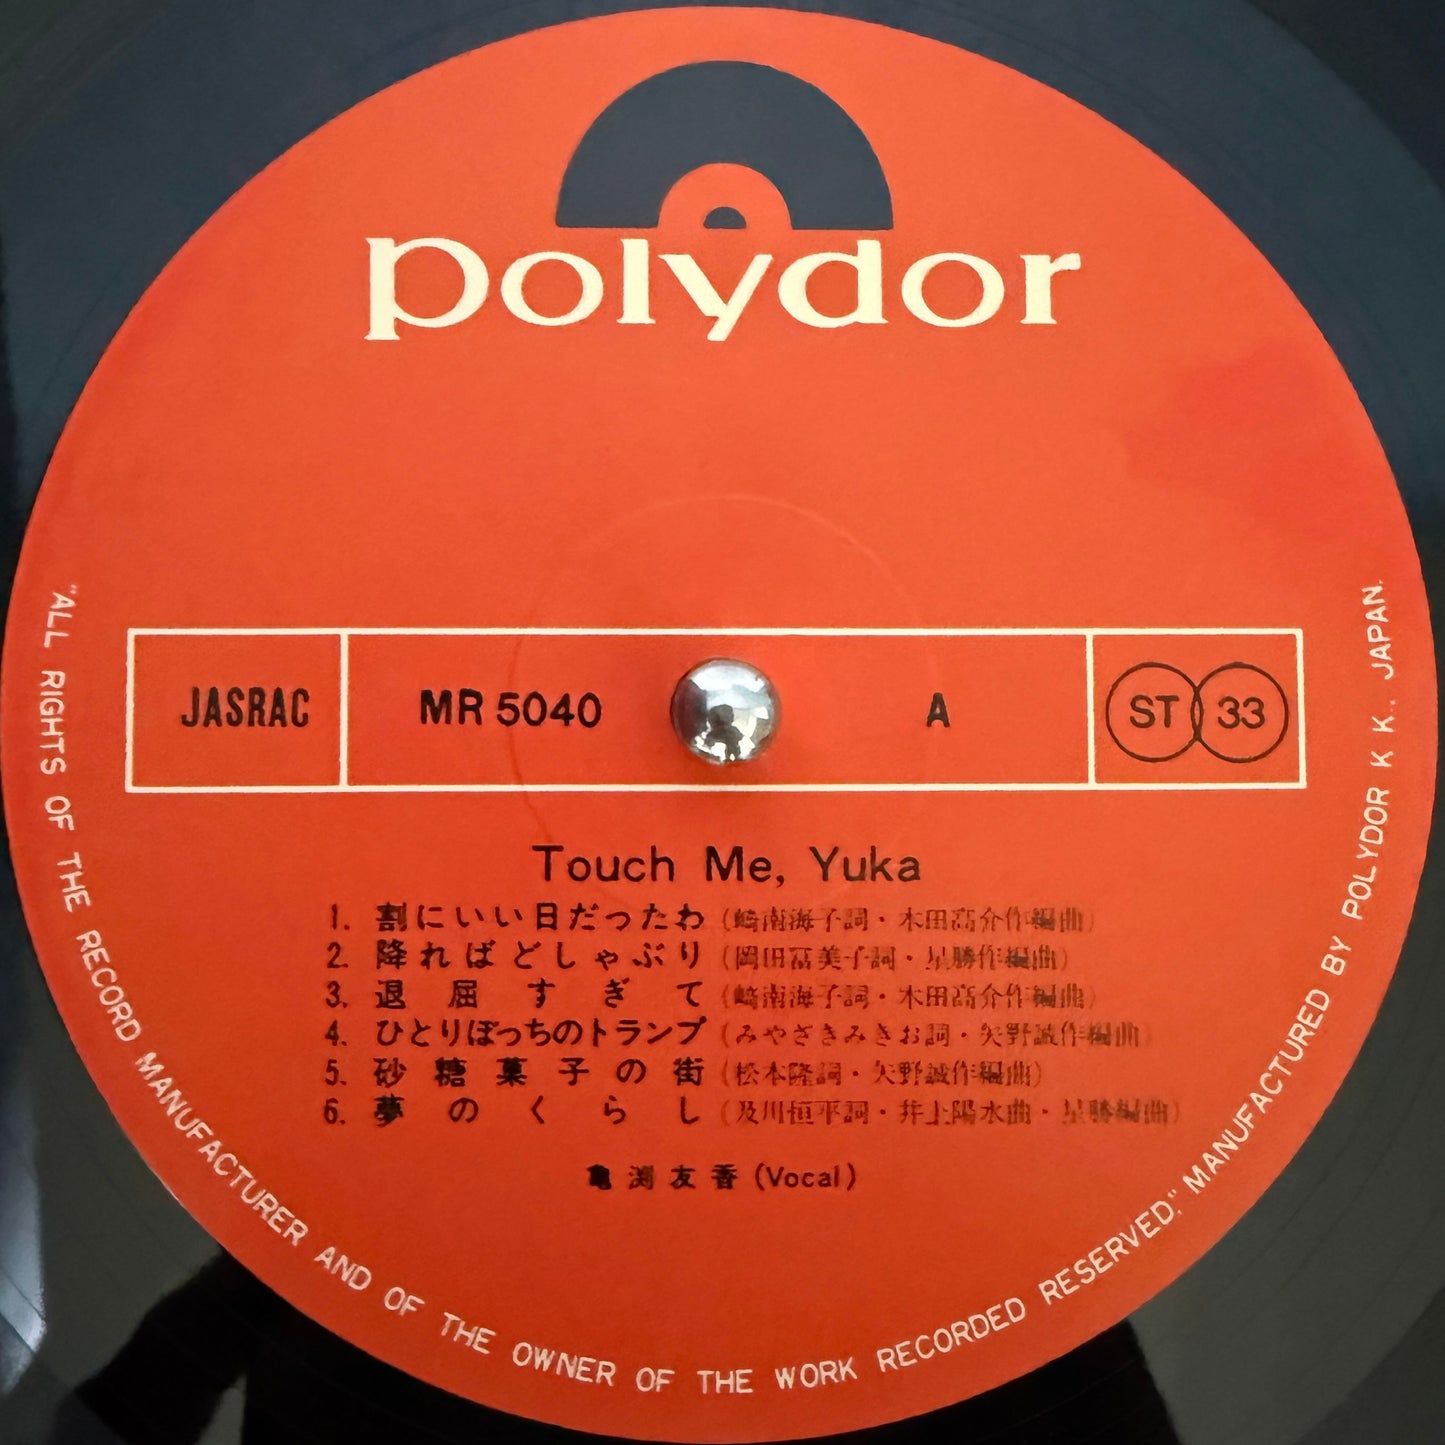 polydor
JASRAC MR 5040 A ST 33
Touch Me, Yuka
1. 割にいい日だったわ (崎南海子詞・木田高介作編曲)
2. 降ればどしゃぶり (岡田冨美子詞・星勝作編曲)
3. 退屈すぎて (崎南海子詞・木田高介作編曲)
4. ひとりぼっちのトランプ (みやざきみきお詞・矢野誠作編曲)
5. 砂糖菓子の街 (松本隆詞・矢野誠作編曲)
6. 夢のくらし (及川恒平詞・井上陽水曲・星勝編曲)
亀渕友香 (Vocal)
"ALL RIGHTS OF THE RECORD MANUFACTURER AND OF THE OWNER OF THE WORK RECORDED RESERVED," MANUFACTURED BY POLYDOR K K., JAPAN.